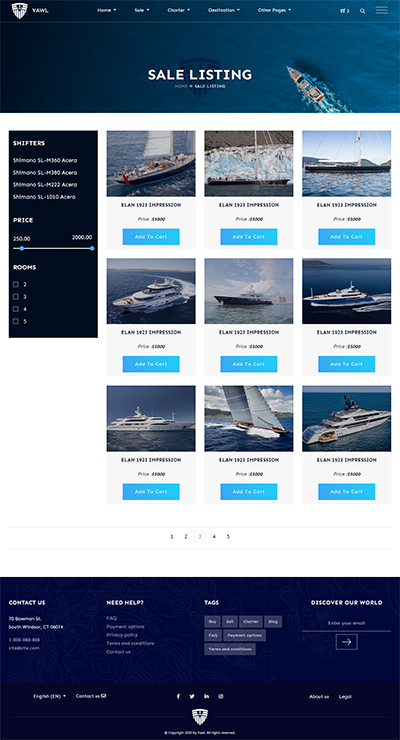 YAWL
Home Sale Charter Destination Other Pages
2
SALE LISTING
HOME » SALE LISTING
SHIFTERS
Shimano SL-M360 Acera
Shimano SL-M380 Acera
Shimano SL-M222 Acera
Shimano SL-1010 Acera
PRICE
250.00 2000.00
ROOMS
2
3
4
5
ELAN 1923 IMPRESSION ELAN 1923 IMPRESSION ELAN 1923 IMPRESSION
Price :$5000 Price :$5000 Price :$5000
Add To Cart Add To Cart Add To Cart
ELAN 1923 IMPRESSION ELAN 1923 IMPRESSION ELAN 1923 IMPRESSION
Price :$5000 Price :$5000 Price :$5000
Add To Cart Add To Cart Add To Cart
ELAN 1923 IMPRESSION ELAN 1923 IMPRESSION ELAN 1923 IMPRESSION
Price :$5000 Price :$5000 Price :$5000
Add To Cart Add To Cart Add To Cart
1 2 3 4 5
CONTACT US
70 Bowman St.
South Windsor, CT 06074
1-888-888-888
site@site.com
NEED HELP?
FAQ
Payment options
Privacy policy
Terms and conditions
Contact us
TAGS
Buy Sell Charter Blog
FAQ Payment options
Terms and conditions
DISCOVER OUR WORLD
Enter your email
English (EN) Contact us
About us Legal
© Copyright 2020 by Yawl. All rights reserved.